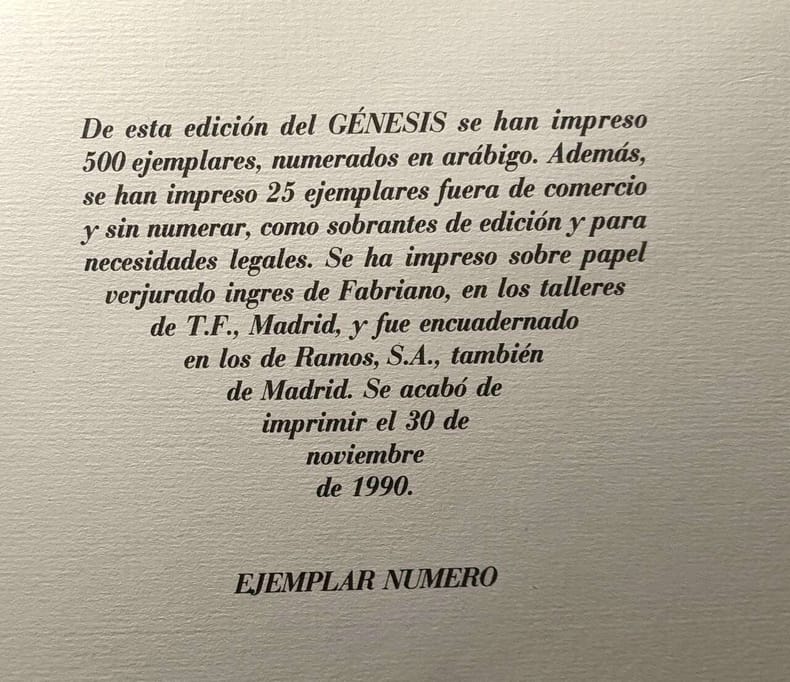 De esta edición del GÉNESIS se han impreso
500 ejemplares, numerados en arábigo. Además,
se han impreso 25 ejemplares fuera de comercio
y sin numerar, como sobrantes de edición y para
necesidades legales. Se ha impreso sobre papel
verjurado ingres de Fabriano, en los talleres
de T.F., Madrid, y fue encuadernado
en los de Ramos, S.A., también
de Madrid. Se acabó de
imprimir el 30 de
noviembre
de 1990.
EJEMPLAR NUMERO